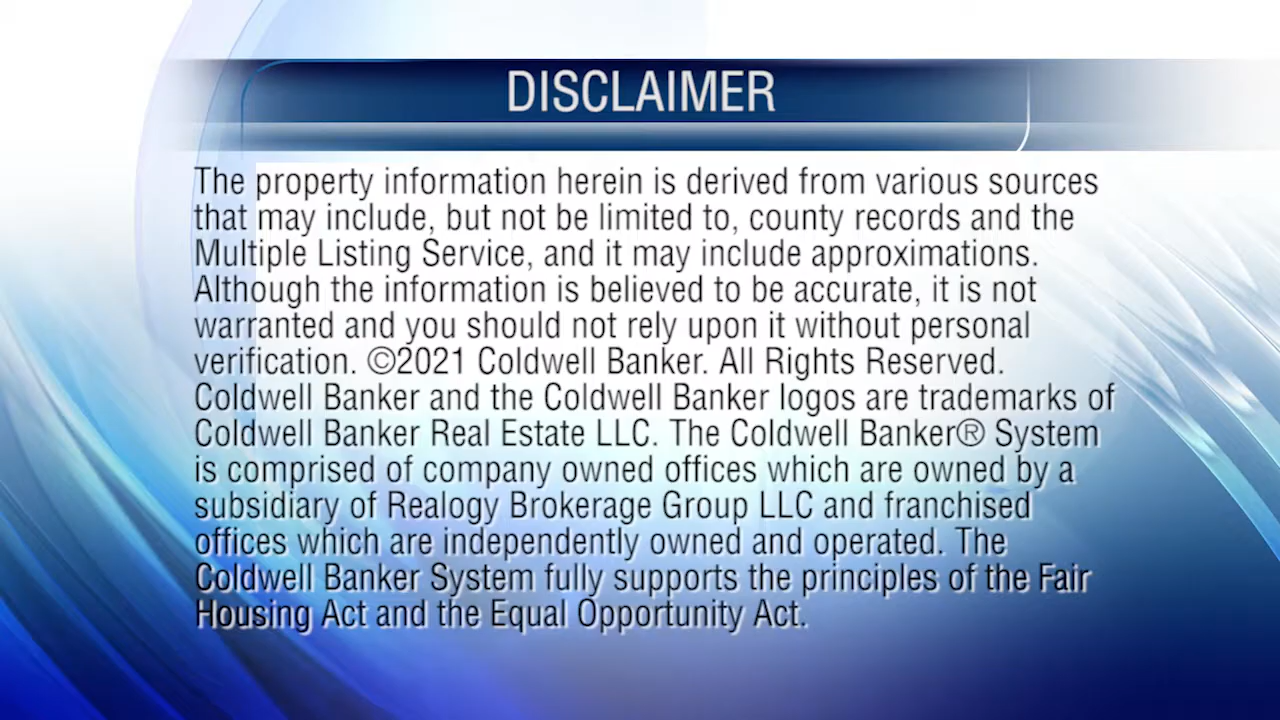 DISCLAIMER
The property information herein is derived from various sources
that may include, but not be limited to, county records and the
Multiple Listing Service, and it may include approximations.
Although the information is believed to be accurate, it is not
warranted and you should not rely upon it without personal
verification. ©2021 Coldwell Banker. All Rights Reserved.
Coldwell Banker and the Coldwell Banker logos are trademarks of
Coldwell Banker Real Estate LLC. The Coldwell Banker® System
is comprised of company owned offices which are owned by a
subsidiary of Realogy Brokerage Group LLC and franchised
offices which are independently owned and operated. The
Coldwell Banker System fully supports the principles of the Fair
Housing Act and the Equal Opportunity Act.